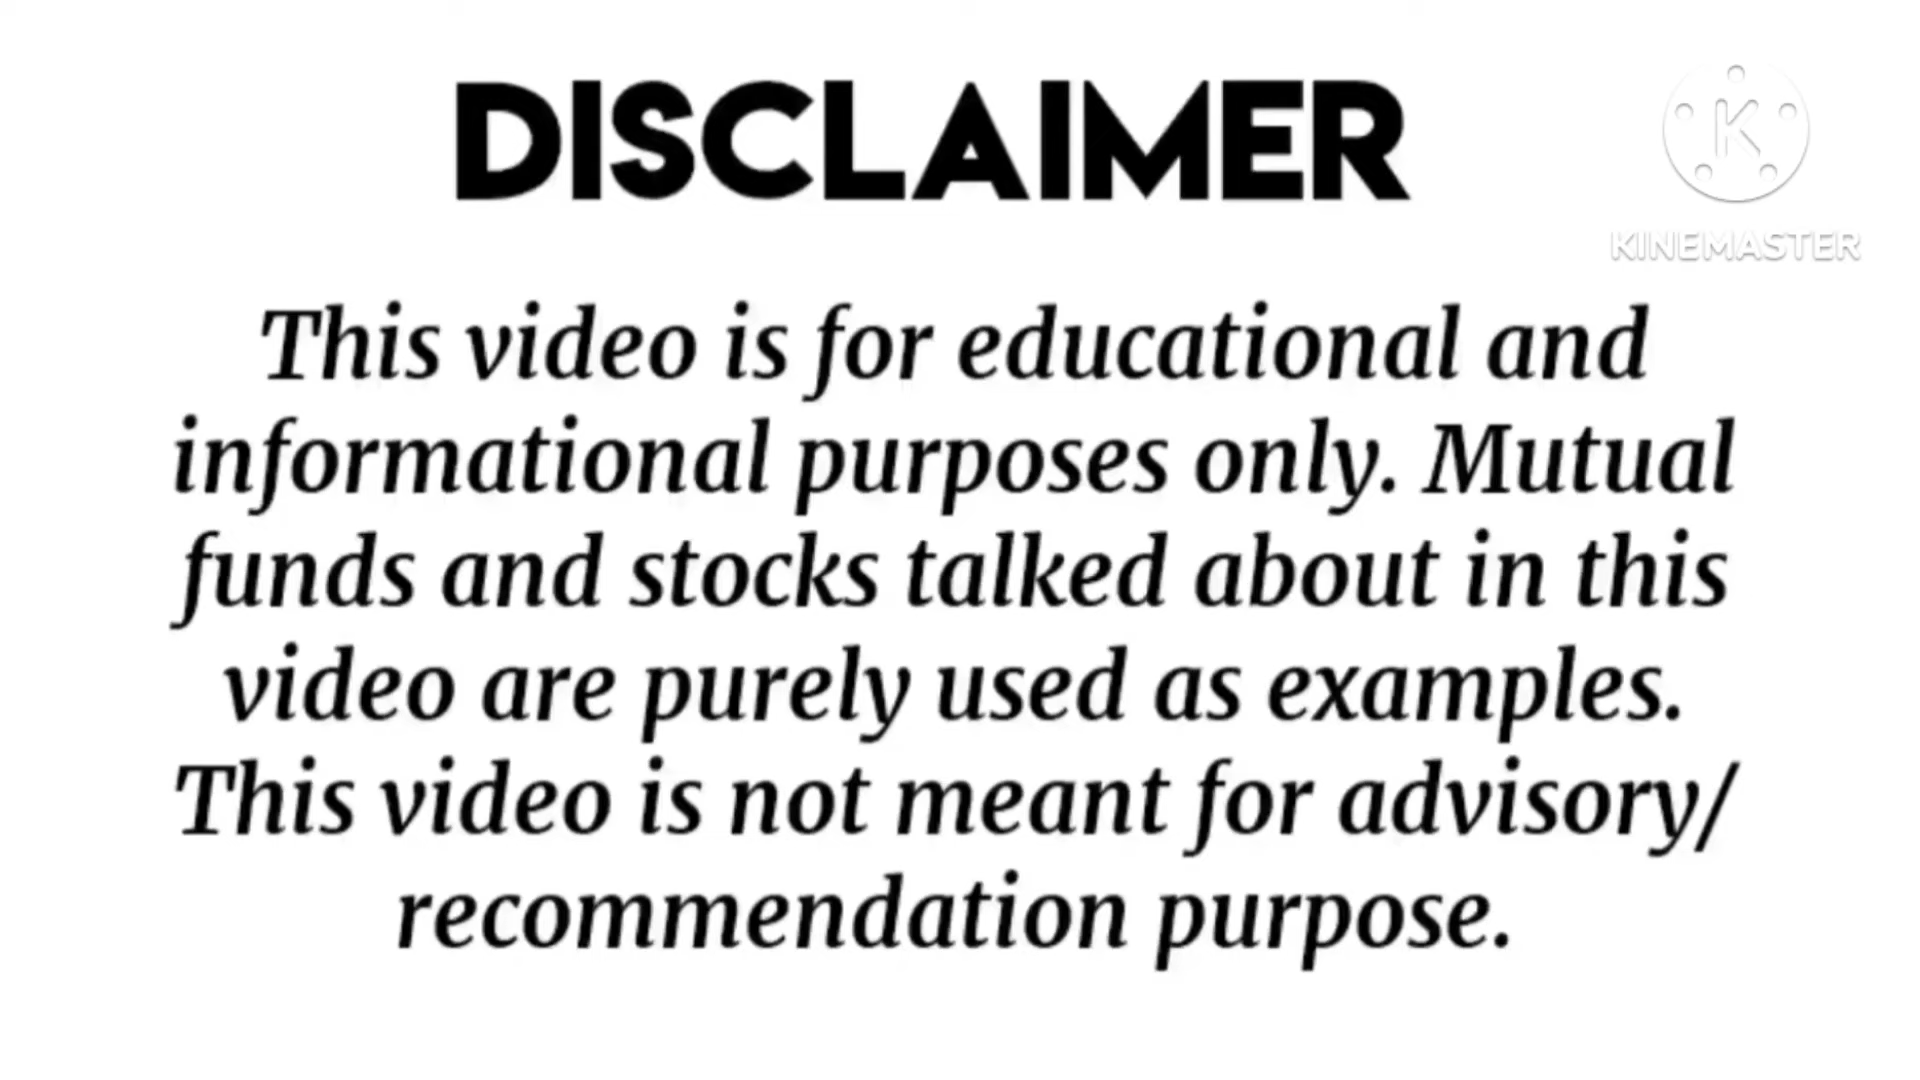 DISCLAIMER
K
KINEMASTER
This video is for educational and
informational purposes only. Mutual
funds and stocks talked about in this
video are purely used as examples.
This video is not meant for advisory/
recommendation purpose.